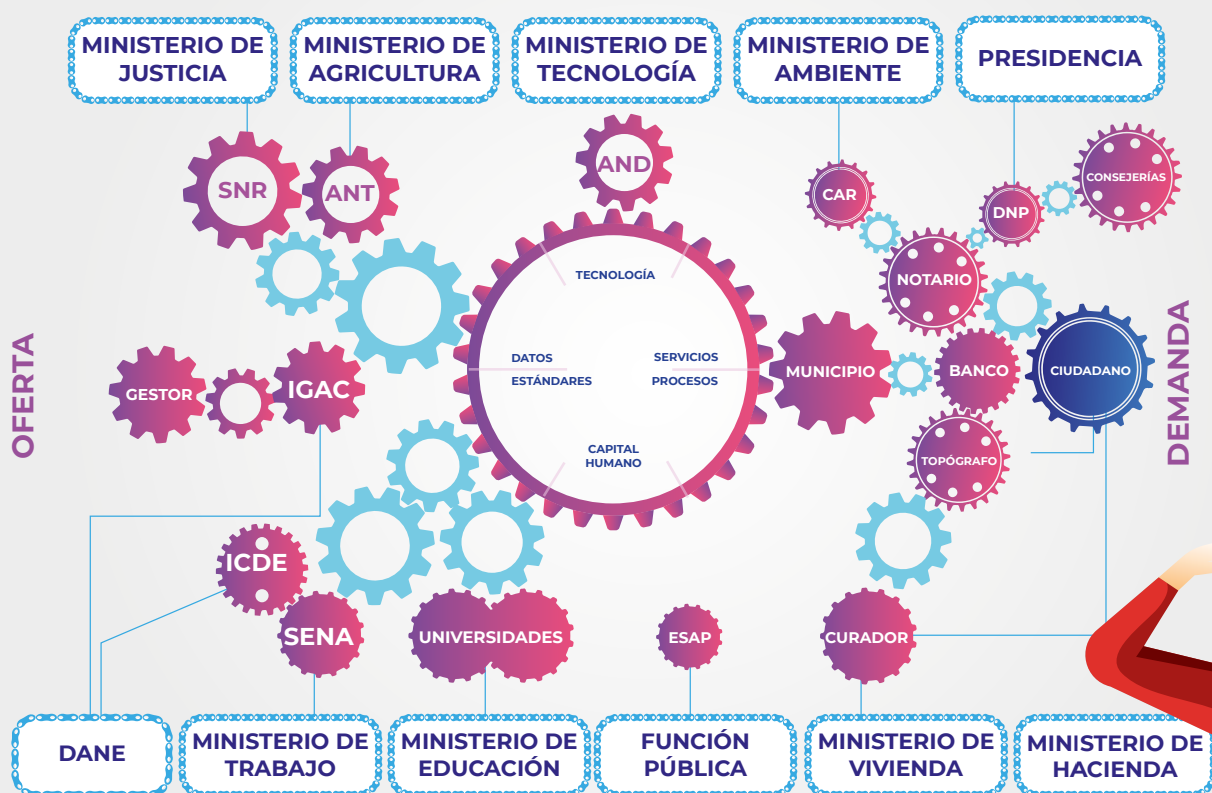 MINISTERIO DE
JUSTICIA
MINISTERIO DE
AGRICULTURA
MINISTERIO DE
TECNOLOGÍA
MINISTERIO DE
AMBIENTE
PRESIDENCIA
SNR
ANT
AND
CAR
DNP
CONSEJERÍAS
NOTARIO
TECNOLOGÍA
OFERTA
DATOS
ESTÁNDARES
SERVICIOS
PROCESOS
GESTOR
IGAC
MUNICIPIO
BANCO
CIUDADANO
DEMANDA
CAPITAL
HUMANO
TOPÓGRAFO
ICDE
SENA
UNIVERSIDADES
ESAP
CURADOR
DANE
MINISTERIO DE
TRABAJO
MINISTERIO DE
EDUCACIÓN
FUNCIÓN
PÚBLICA
MINISTERIO DE
VIVIENDA
MINISTERIO DE
HACIENDA